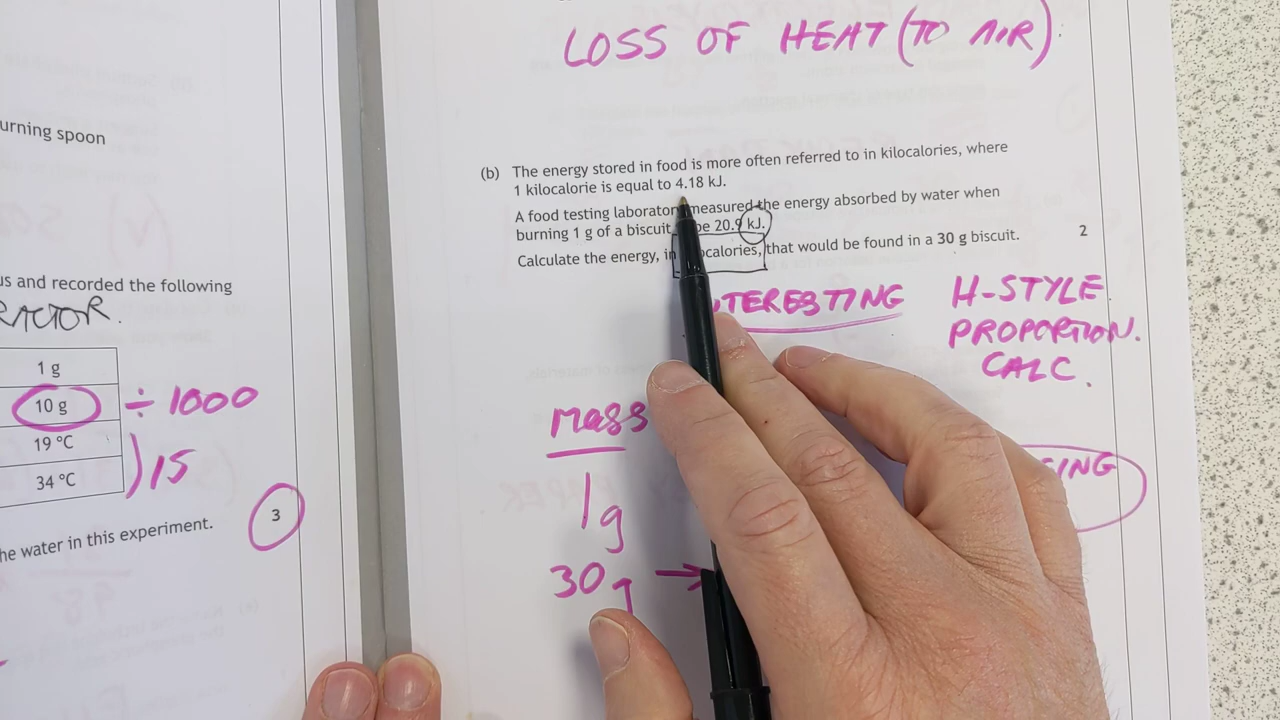 urning spoon
us and recorded the following
1 g
10 g
÷ 1000
19 °C
34 °C
) 15
he water in this experiment.
3
LOSS OF HEAT (TO AIR).
(b) The energy stored in food is more often referred to in kilocalories, where
1 kilocalorie is equal to 4.18 kJ.
A food testing laborator measured the energy absorbed by water when
burning 1 g of a biscuit be 20.9 kJ.
Calculate the energy, in ocalories, that would be found in a 30 g biscuit.
2
TERESTING
H-STYLE
PROPORTION.
CALC.
MASS
1g
30g →
ING